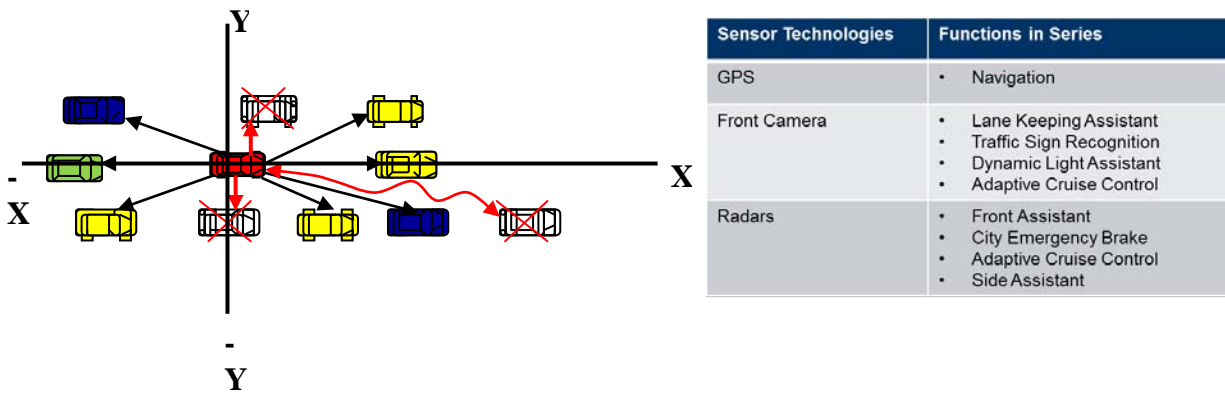 Y
X
-
X
-
Y
Sensor Technologies Functions in Series
GPS • Navigation
Front Camera • Lane Keeping Assistant
• Traffic Sign Recognition
• Dynamic Light Assistant
• Adaptive Cruise Control
Radars • Front Assistant
• City Emergency Brake
• Adaptive Cruise Control
• Side Assistant